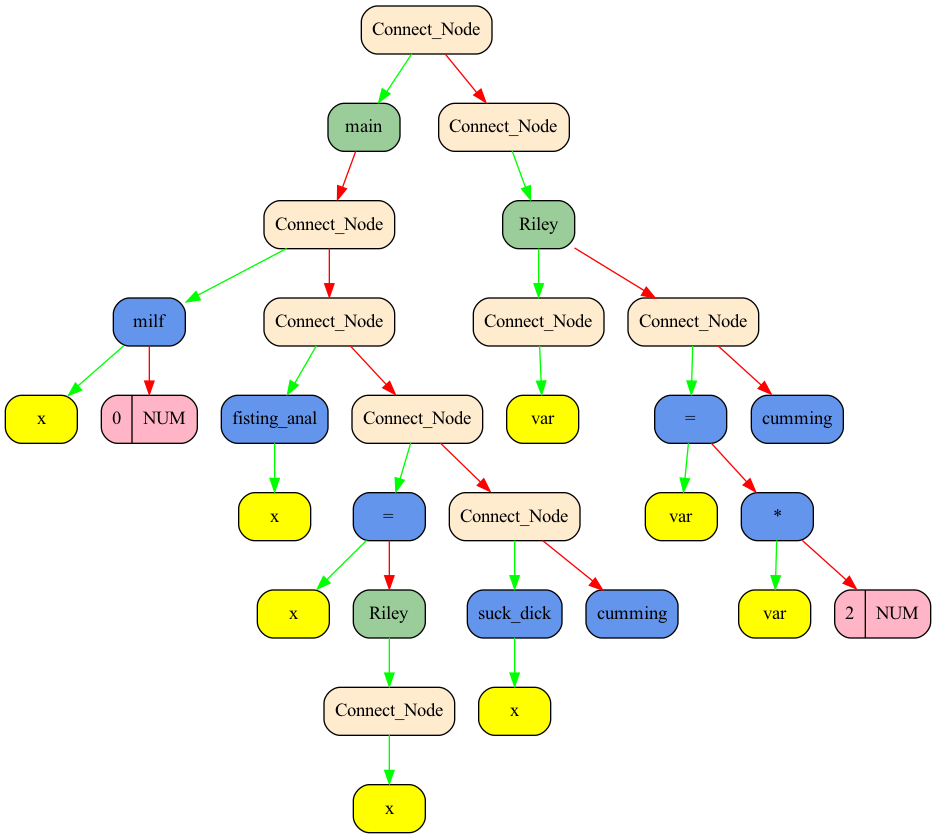 Connect_Node
main Connect_Node
Connect_Node Riley
milf Connect_Node Connect_Node Connect_Node
x 0 NUM fisting_anal Connect_Node var = cumming
x = Connect_Node var *
x Riley suck_dick cumming var 2 NUM
Connect_Node x
x